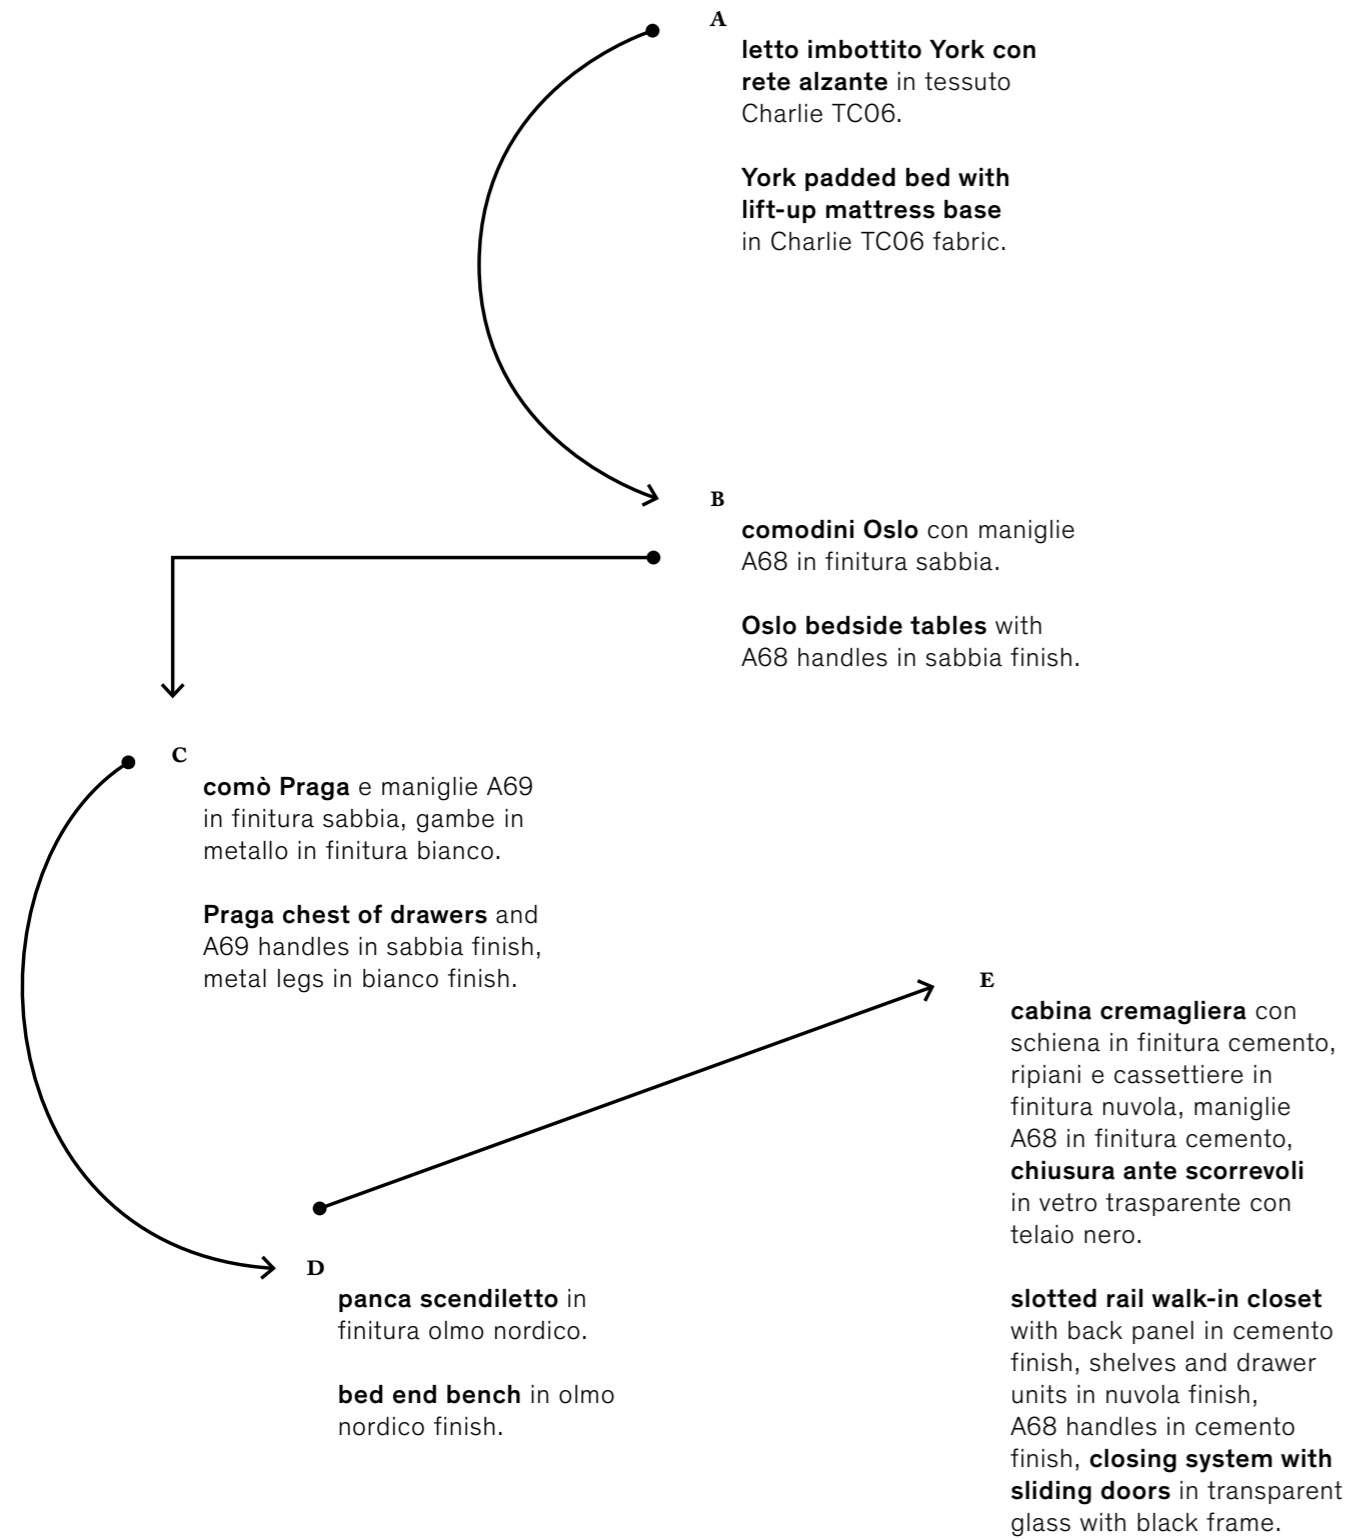 A
letto imbottito York con
rete alzante in tessuto
Charlie TC06.
York padded bed with
lift-up mattress base
in Charlie TC06 fabric.
B
comodini Oslo con maniglie
A68 in finitura sabbia.
Oslo bedside tables with
A68 handles in sabbia finish.
C
comò Praga e maniglie A69
in finitura sabbia, gambe in
metallo in finitura bianco.
Praga chest of drawers and
A69 handles in sabbia finish,
metal legs in bianco finish.
D
panca scendiletto in
finitura olmo nordico.
bed end bench in olmo
nordico finish.
E
cabina cremagliera con
schiena in finitura cemento,
ripiani e cassettiere in
finitura nuvola, maniglie
A68 in finitura cemento,
chiusura ante scorrevoli
in vetro trasparente con
telaio nero.
slotted rail walk-in closet
with back panel in cemento
finish, shelves and drawer
units in nuvola finish,
A68 handles in cemento
finish, closing system with
sliding doors in transparent
glass with black frame.